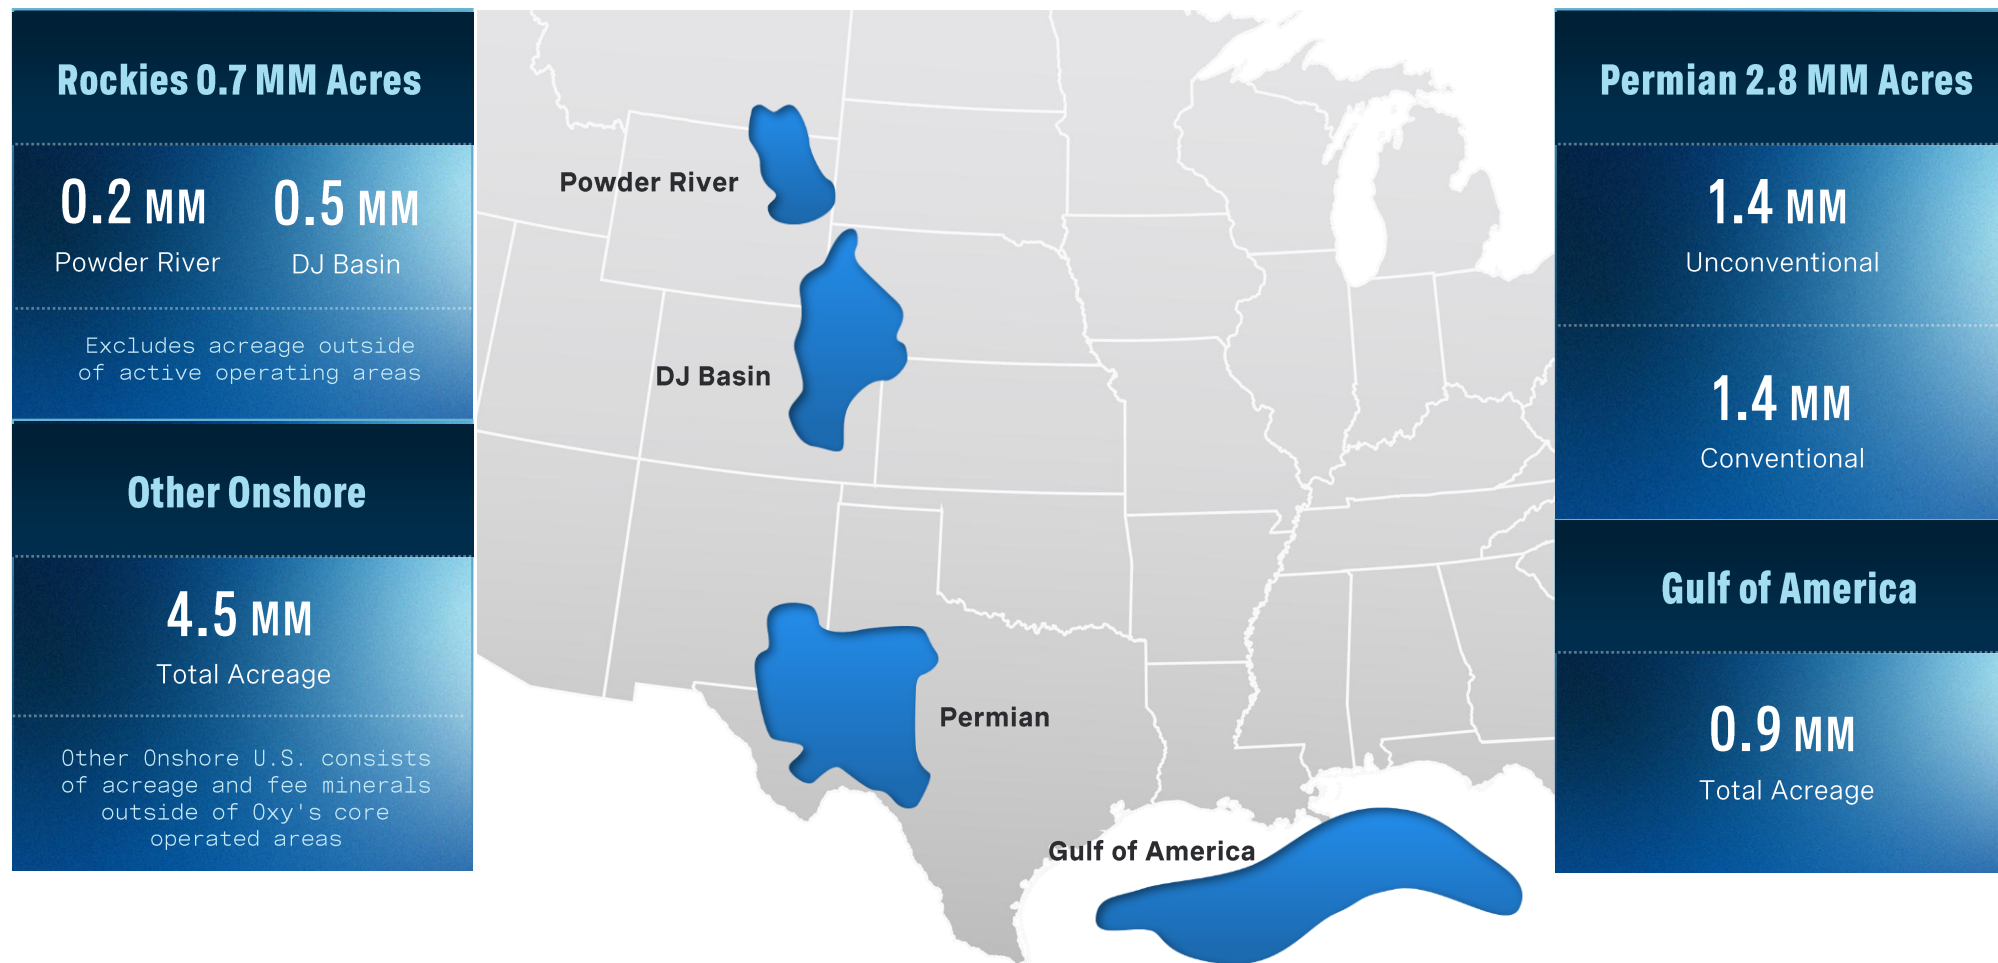 Rockies 0.7 MM Acres
0.2 MM
Powder River
0.5 MM
DJ Basin
Excludes acreage outside
of active operating areas
Other Onshore
4.5 MM
Total Acreage
Other Onshore U.S. consists
of acreage and fee minerals
outside of Oxy's core
operated areas
Powder River
DJ Basin
Permian
Gulf of America
Permian 2.8 MM Acres
1.4 MM
Unconventional
1.4 MM
Conventional
Gulf of America
0.9 MM
Total Acreage